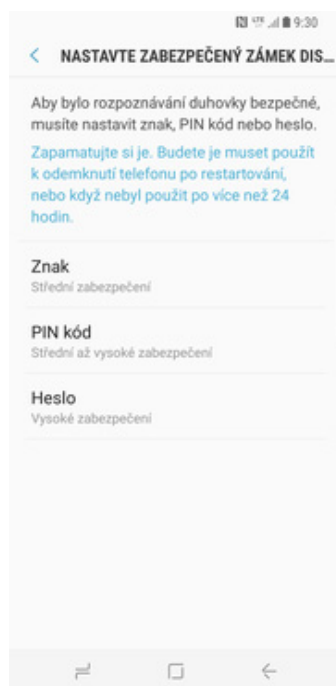 LTE 9:30
NASTAVTE ZABEZPEČENÝ ZÁMEK DIS...
Aby bylo rozpoznávání duhovky bezpečné,
musíte nastavit znak, PIN kód nebo heslo.
Zapamatujte si je. Budete je muset použít
k odemknutí telefonu po restartování,
nebo když nebyl použit po více než 24
hodin.
Znak
Střední zabezpečení
PIN kód
Střední až vysoké zabezpečení
Heslo
Vysoké zabezpečení